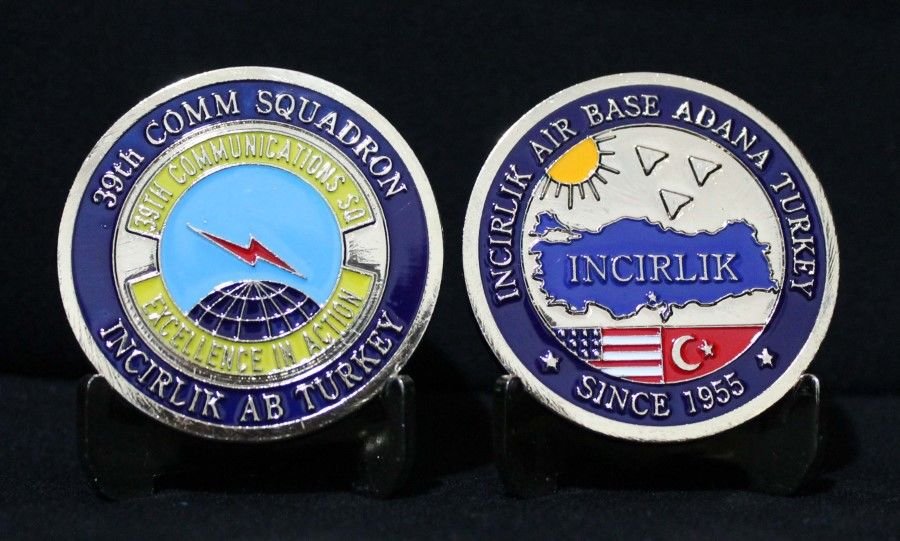 39th COMM SQUADRON
39TH COMMUNICATIONS SQ
EXCELLENCE IN ACTION
INCIRLIK AB TURKEY
INCIRLIK AIR BASE ADANA TURKEY
INCIRLIK
SINCE 1955